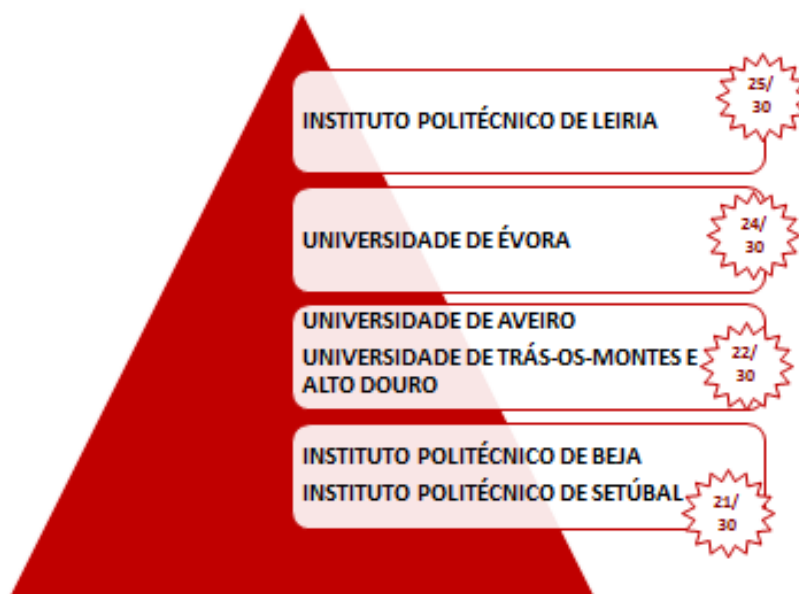 25/
30
INSTITUTO POLITÉCNICO DE LEIRIA
24/
30
UNIVERSIDADE DE ÉVORA
UNIVERSIDADE DE AVEIRO
UNIVERSIDADE DE TRÁS-OS-MONTES E
ALTO DOURO
22/
30
INSTITUTO POLITÉCNICO DE BEJA
INSTITUTO POLITÉCNICO DE SETÚBAL
21/
30